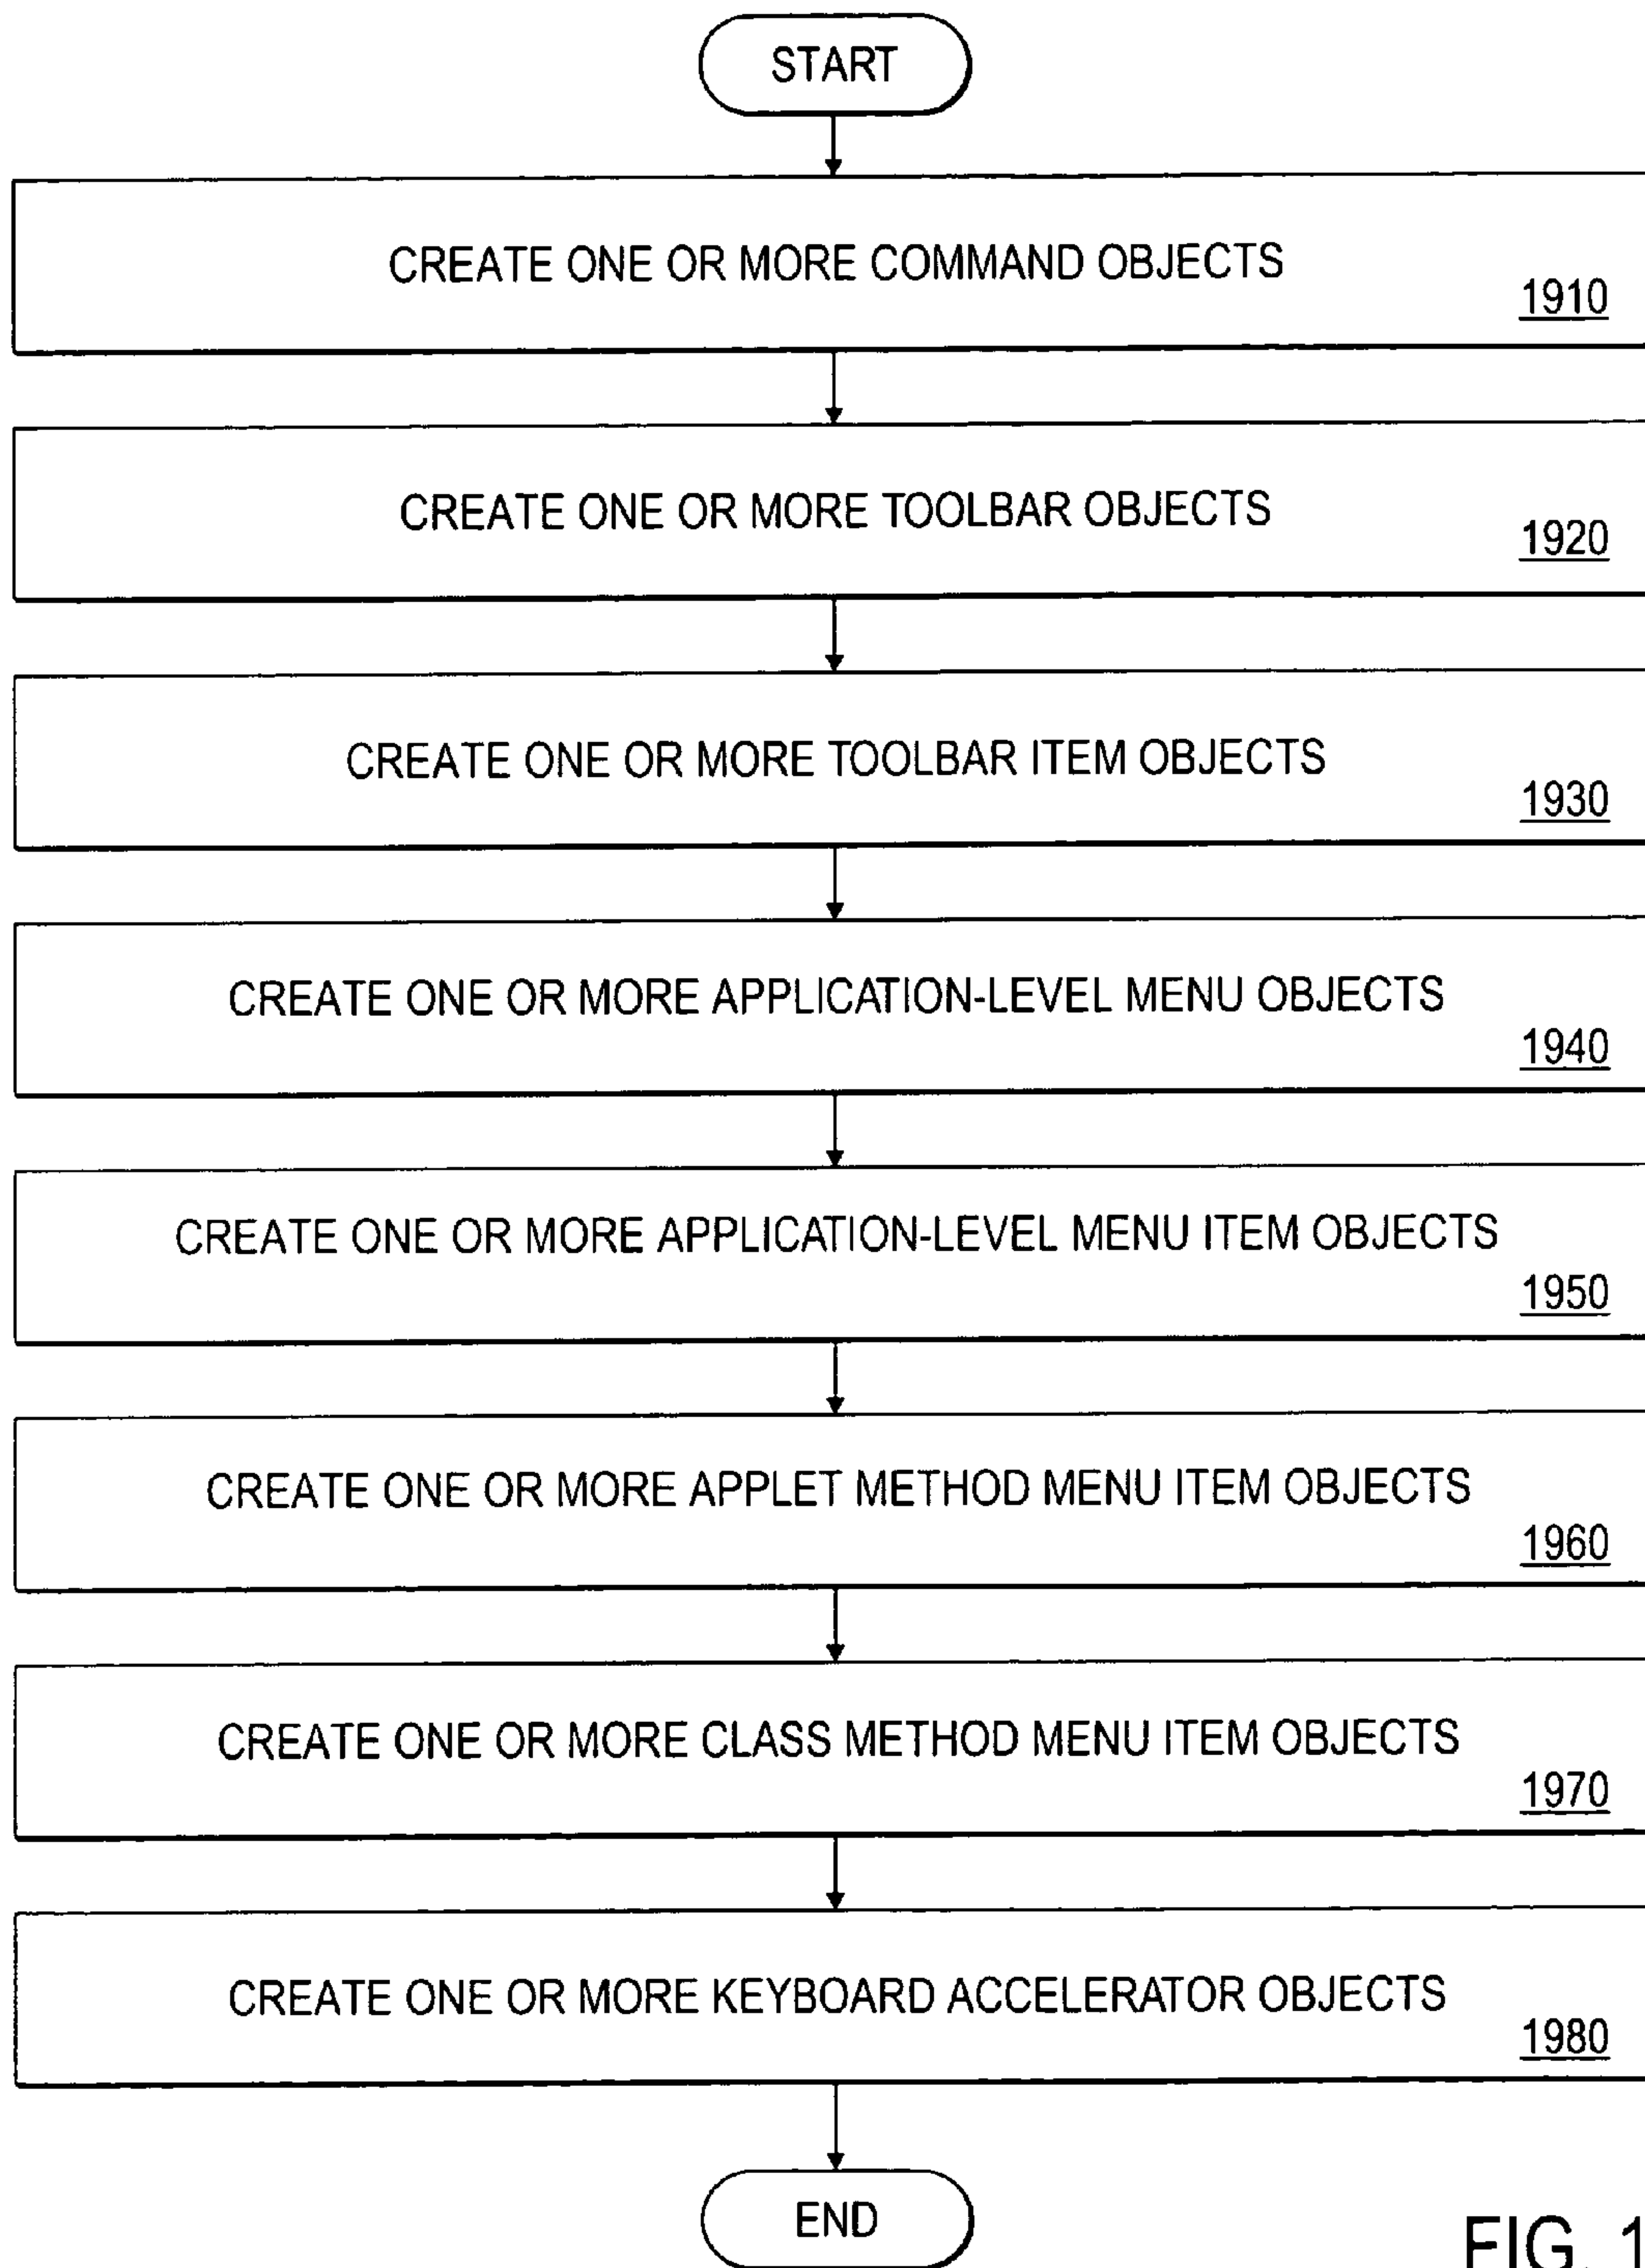 START
CREATE ONE OR MORE COMMAND OBJECTS
1910
CREATE ONE OR MORE TOOLBAR OBJECTS
1920
CREATE ONE OR MORE TOOLBAR ITEM OBJECTS
1930
CREATE ONE OR MORE APPLICATION-LEVEL MENU OBJECTS
1940
CREATE ONE OR MORE APPLICATION-LEVEL MENU ITEM OBJECTS
1950
CREATE ONE OR MORE APPLET METHOD MENU ITEM OBJECTS
1960
CREATE ONE OR MORE CLASS METHOD MENU ITEM OBJECTS
1970
CREATE ONE OR MORE KEYBOARD ACCELERATOR OBJECTS
1980
END
FIG. 1